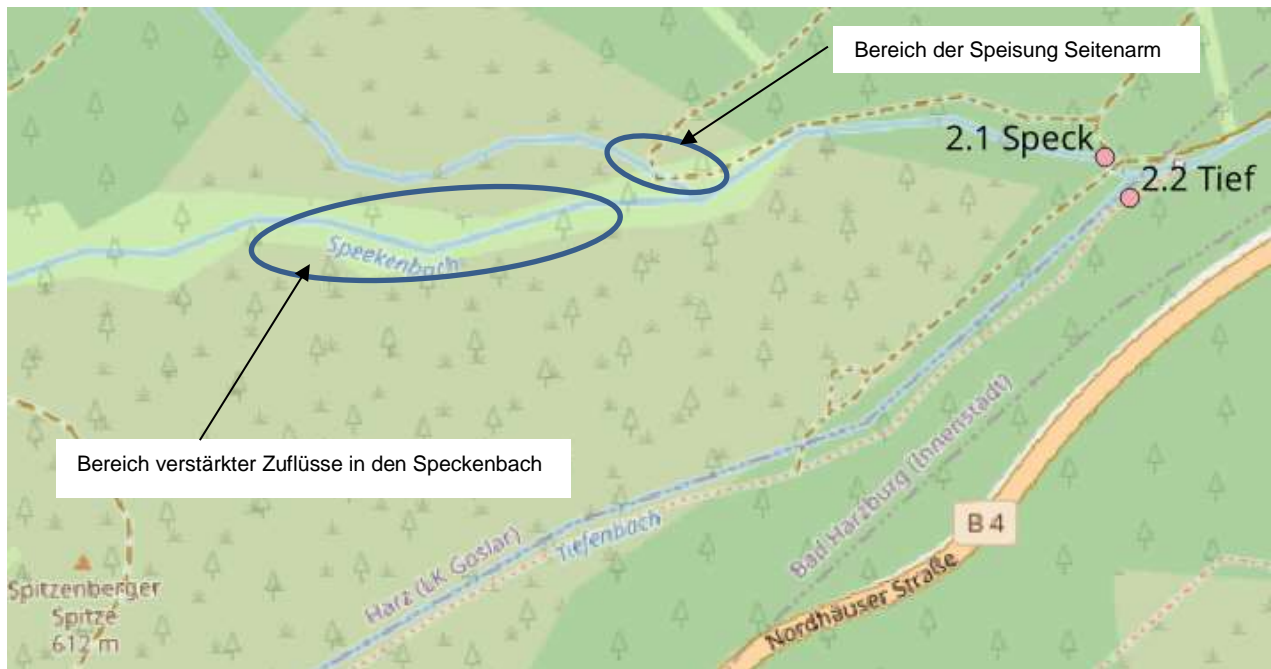 Bereich der Speisung Seitenarm
2.1 Speck
2.2 Tief
Speekenbach
Bereich verstärkter Zuflüsse in den Speckenbach
Bad Harzburg (Innenstadt)
B 4
Tiefenbach
Harz (LK Goslar)
Nordhäuser Straße
Spitzenberger
Spitze
612 m